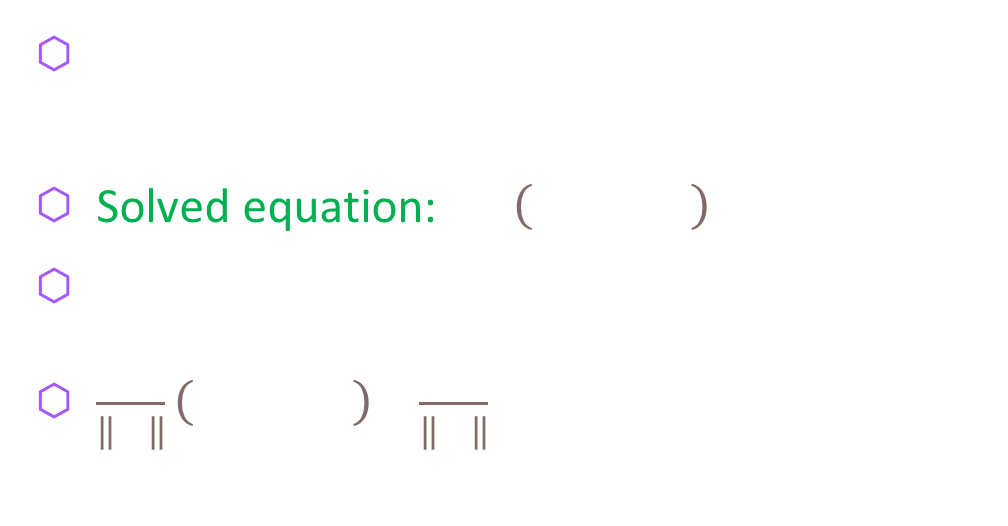 Solved equation: ( )
( )
‖ ‖ ‖ ‖